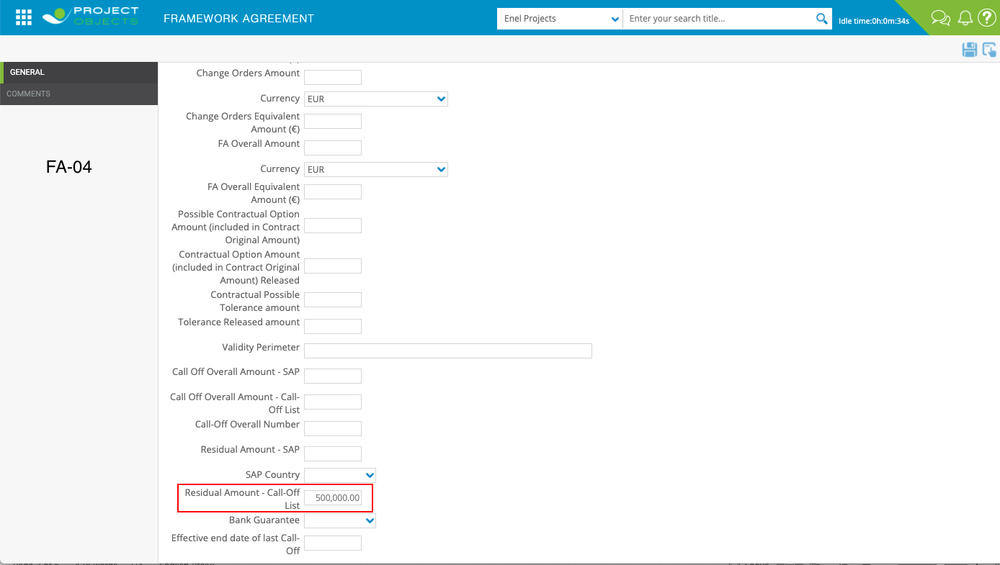 PROJECT
OBJECTS
FRAMEWORK AGREEMENT
Enel Projects
Enter your search title...
Idle time:0h:0m:34s
GENERAL
COMMENTS
FA-04
Change Orders Amount
Currency
EUR
Change Orders Equivalent
Amount (€)
FA Overall Amount
Currency
EUR
FA Overall Equivalent
Amount (€)
Possible Contractual Option
Amount (included in Contract
Original Amount)
Contractual Option Amount
(included in Contract Original
Amount) Released
Contractual Possible
Tolerance amount
Tolerance Released amount
Validity Perimeter
Call Off Overall Amount - SAP
Call Off Overall Amount - Call-
Off List
Call-Off Overall Number
Residual Amount - SAP
SAP Country
Residual Amount - Call-Off
List
500,000.00
Bank Guarantee
Effective end date of last Call-
Off